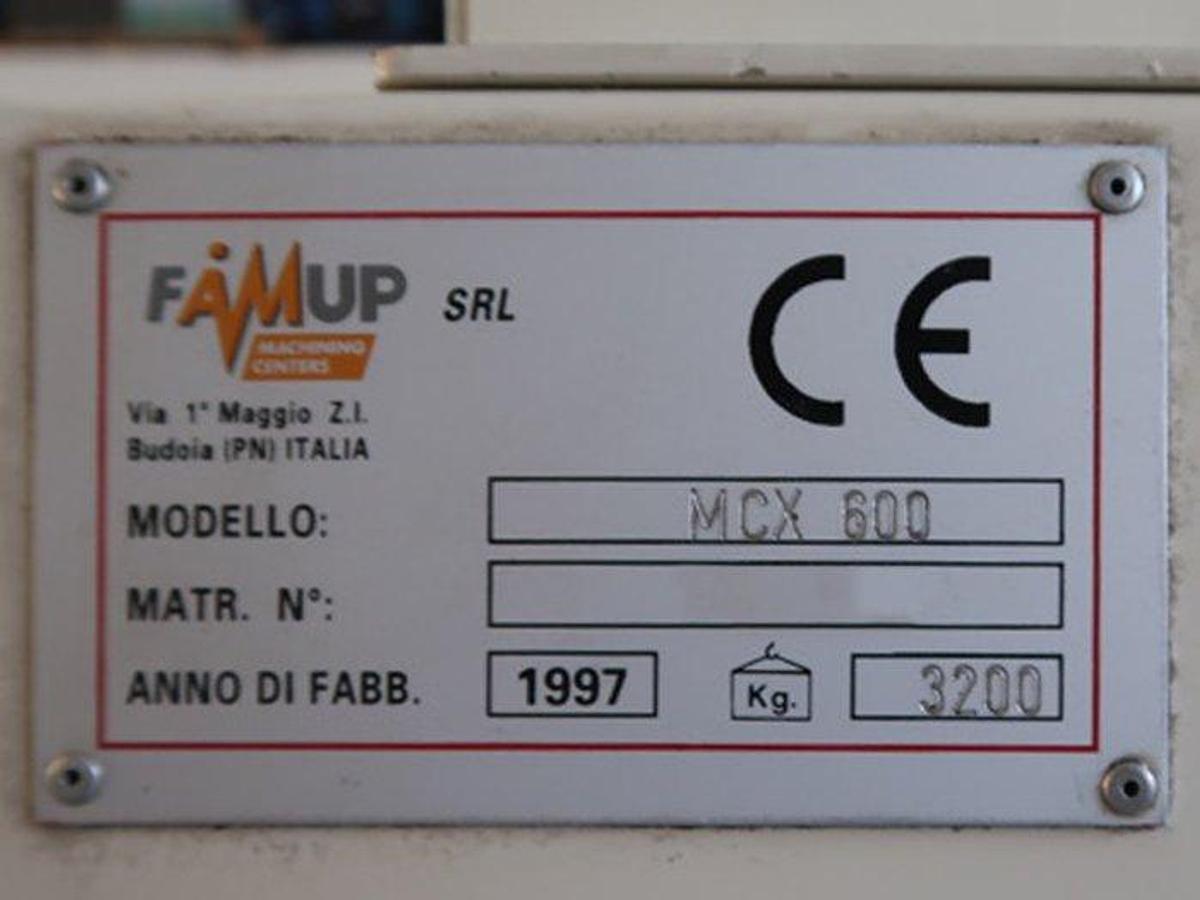 FAMUP SRL
MACHINING
CENTERS
CE
Via 1° Maggio Z.I.
Budoia (PN) ITALIA
MODELLO: MCX 600
MATR. N°:
ANNO DI FABB. 1997 Kg. 3200